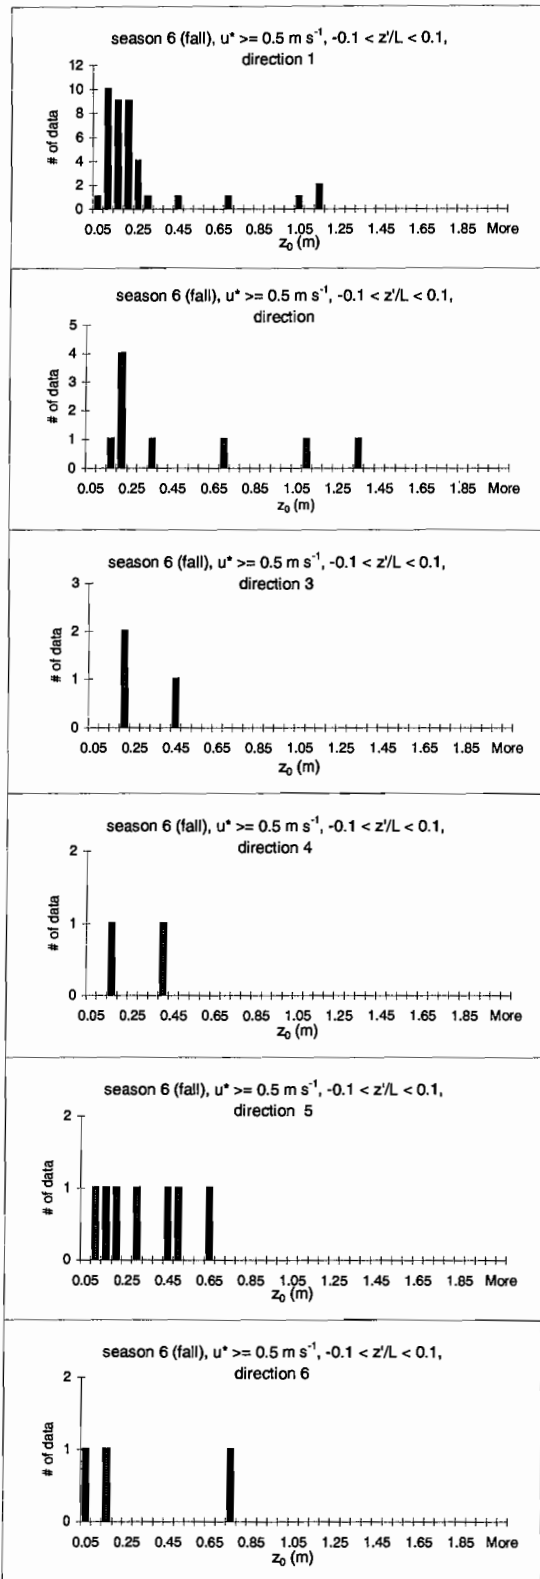 season 6 (fall), u* >= 0.5 m s⁻¹, -0.1 < z'/L < 0.1,
direction 1
12
10
8
6
4
2
0
# of data
0.05 0.25 0.45 0.65 0.85 1.05 1.25 1.45 1.65 1.85 More
z₀ (m)
season 6 (fall), u* >= 0.5 m s⁻¹, -0.1 < z'/L < 0.1,
direction
5
4
3
2
1
0
# of data
0.05 0.25 0.45 0.65 0.85 1.05 1.25 1.45 1.65 1.85 More
z₀ (m)
season 6 (fall), u* >= 0.5 m s⁻¹, -0.1 < z'/L < 0.1,
direction 3
3
2
1
0
# of data
0.05 0.25 0.45 0.65 0.85 1.05 1.25 1.45 1.65 1.85 More
z₀ (m)
season 6 (fall), u* >= 0.5 m s⁻¹, -0.1 < z'/L < 0.1,
direction 4
2
1
0
# of data
0.05 0.25 0.45 0.65 0.85 1.05 1.25 1.45 1.65 1.85 More
z₀ (m)
season 6 (fall), u* >= 0.5 m s⁻¹, -0.1 < z'/L < 0.1,
direction 5
2
1
0
# of data
0.05 0.25 0.45 0.65 0.85 1.05 1.25 1.45 1.65 1.85 More
z₀ (m)
season 6 (fall), u* >= 0.5 m s⁻¹, -0.1 < z'/L < 0.1,
direction 6
2
1
0
# of data
0.05 0.25 0.45 0.65 0.85 1.05 1.25 1.45 1.65 1.85 More
z₀ (m)